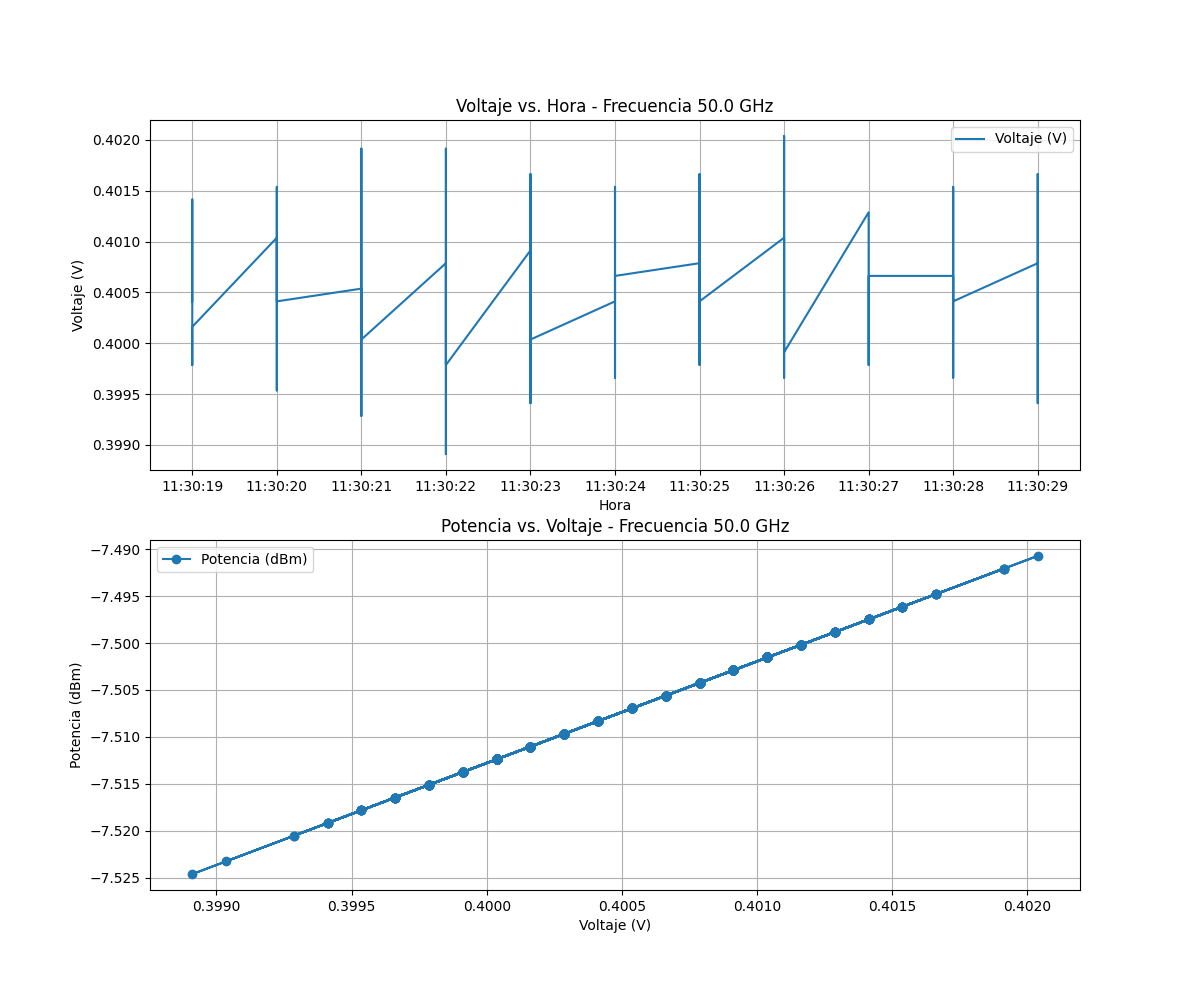 Voltaje vs. Hora - Frecuencia 50.0 GHz
Voltaje (V)
0.4020
0.4015
0.4010
0.4005
0.4000
0.3995
0.3990
Voltaje (V)
11:30:19 11:30:20 11:30:21 11:30:22 11:30:23 11:30:24 11:30:25 11:30:26 11:30:27 11:30:28 11:30:29
Hora
Potencia vs. Voltaje - Frecuencia 50.0 GHz
Potencia (dBm)
−7.490
−7.495
−7.500
−7.505
−7.510
−7.515
−7.520
−7.525
Potencia (dBm)
0.3990 0.3995 0.4000 0.4005 0.4010 0.4015 0.4020
Voltaje (V)